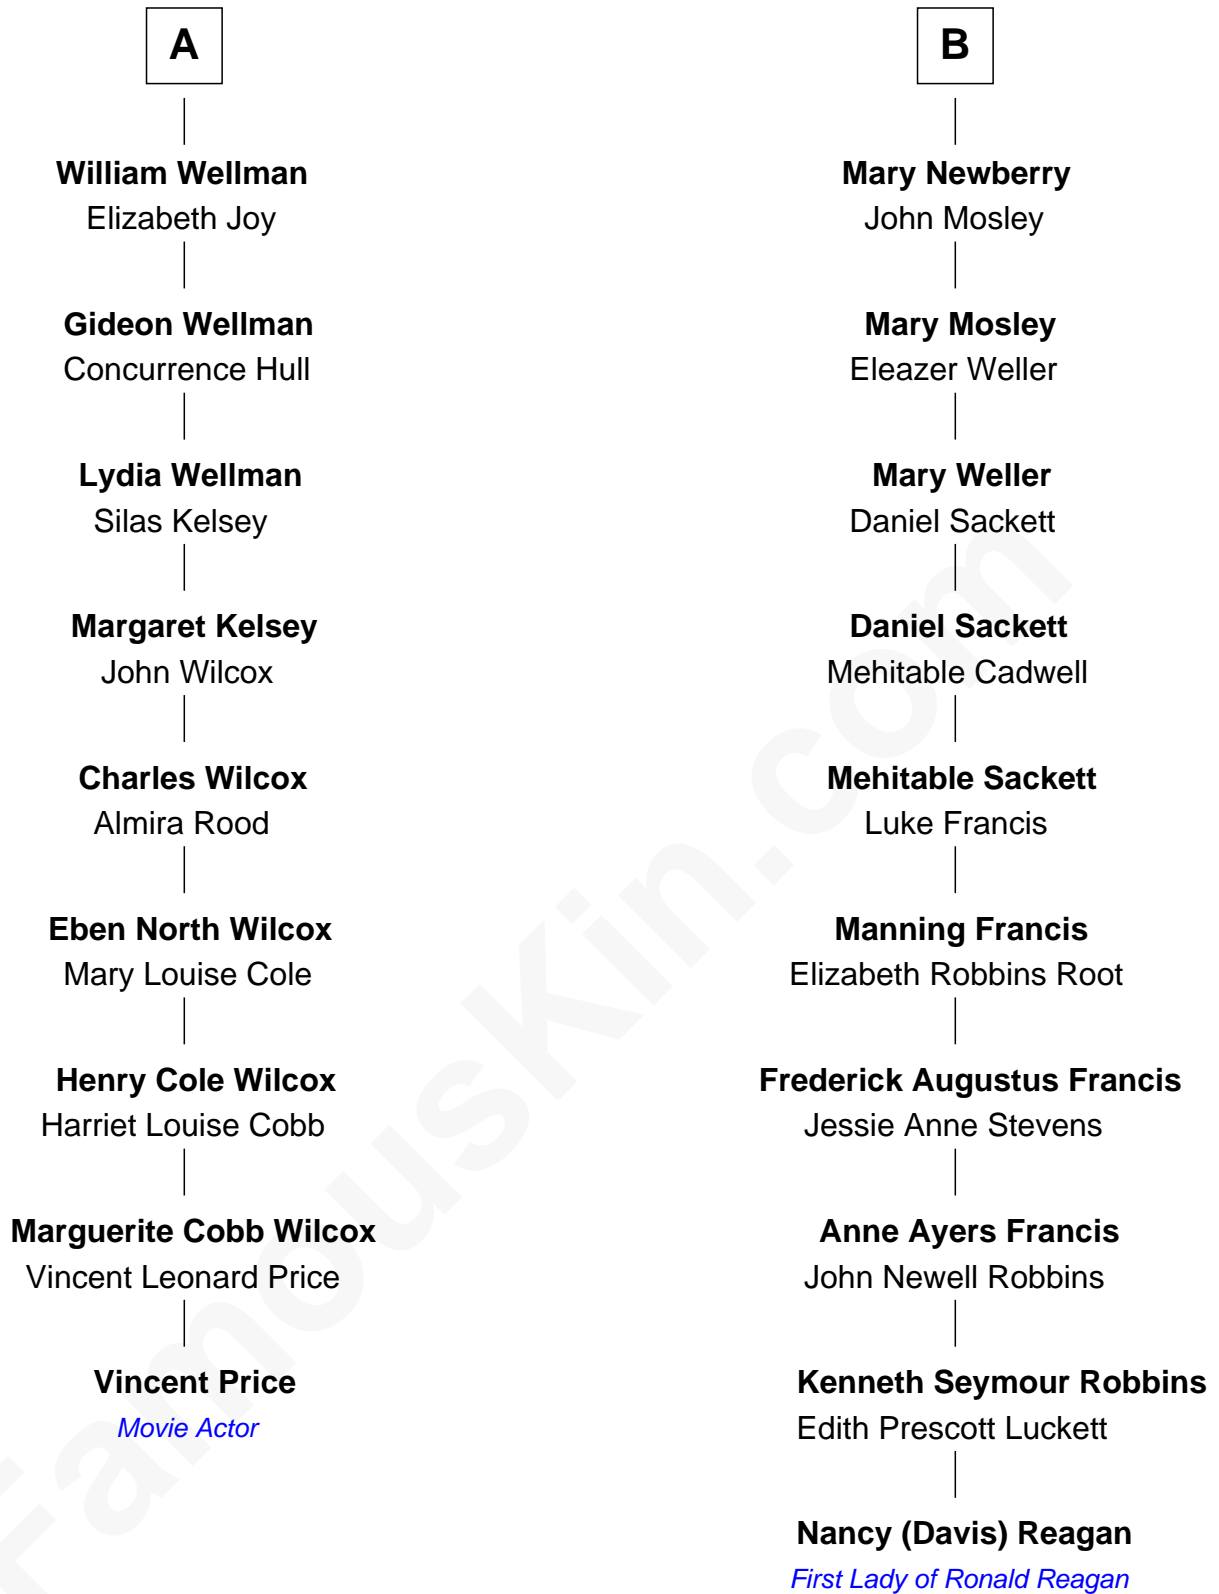 A
William Wellman
Elizabeth Joy
Gideon Wellman
Concurrence Hull
Lydia Wellman
Silas Kelsey
Margaret Kelsey
John Wilcox
Charles Wilcox
Almira Rood
Eben North Wilcox
Mary Louise Cole
Henry Cole Wilcox
Harriet Louise Cobb
Marguerite Cobb Wilcox
Vincent Leonard Price
Vincent Price
Movie Actor
B
Mary Newberry
John Mosley
Mary Mosley
Eleazer Weller
Mary Weller
Daniel Sackett
Daniel Sackett
Mehitable Cadwell
Mehitable Sackett
Luke Francis
Manning Francis
Elizabeth Robbins Root
Frederick Augustus Francis
Jessie Anne Stevens
Anne Ayers Francis
John Newell Robbins
Kenneth Seymour Robbins
Edith Prescott Luckett
Nancy (Davis) Reagan
First Lady of Ronald Reagan
FamousKin.com